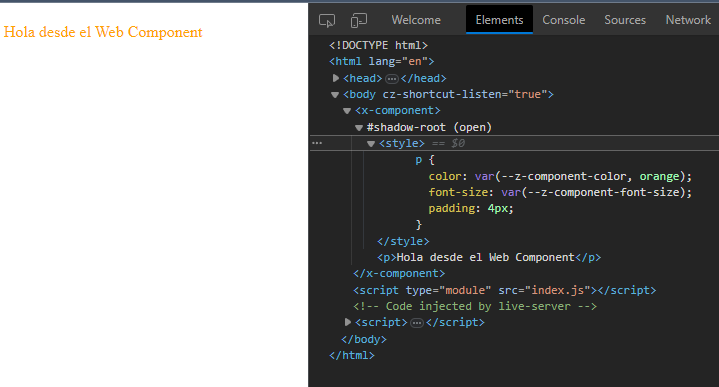 Welcome Elements Console Sources Network
Hola desde el Web Component
<!DOCTYPE html>
<html lang="en">
<head> … </head>
<body cz-shortcut-listen="true">
<x-component>
#shadow-root (open)
<style> == $0
p {
color: var(--z-component-color, orange);
font-size: var(--z-component-font-size);
padding: 4px;
}
</style>
<p>Hola desde el Web Component</p>
</x-component>
<script type="module" src="index.js"></script>
<!-- Code injected by live-server -->
<script> … </script>
</body>
</html>